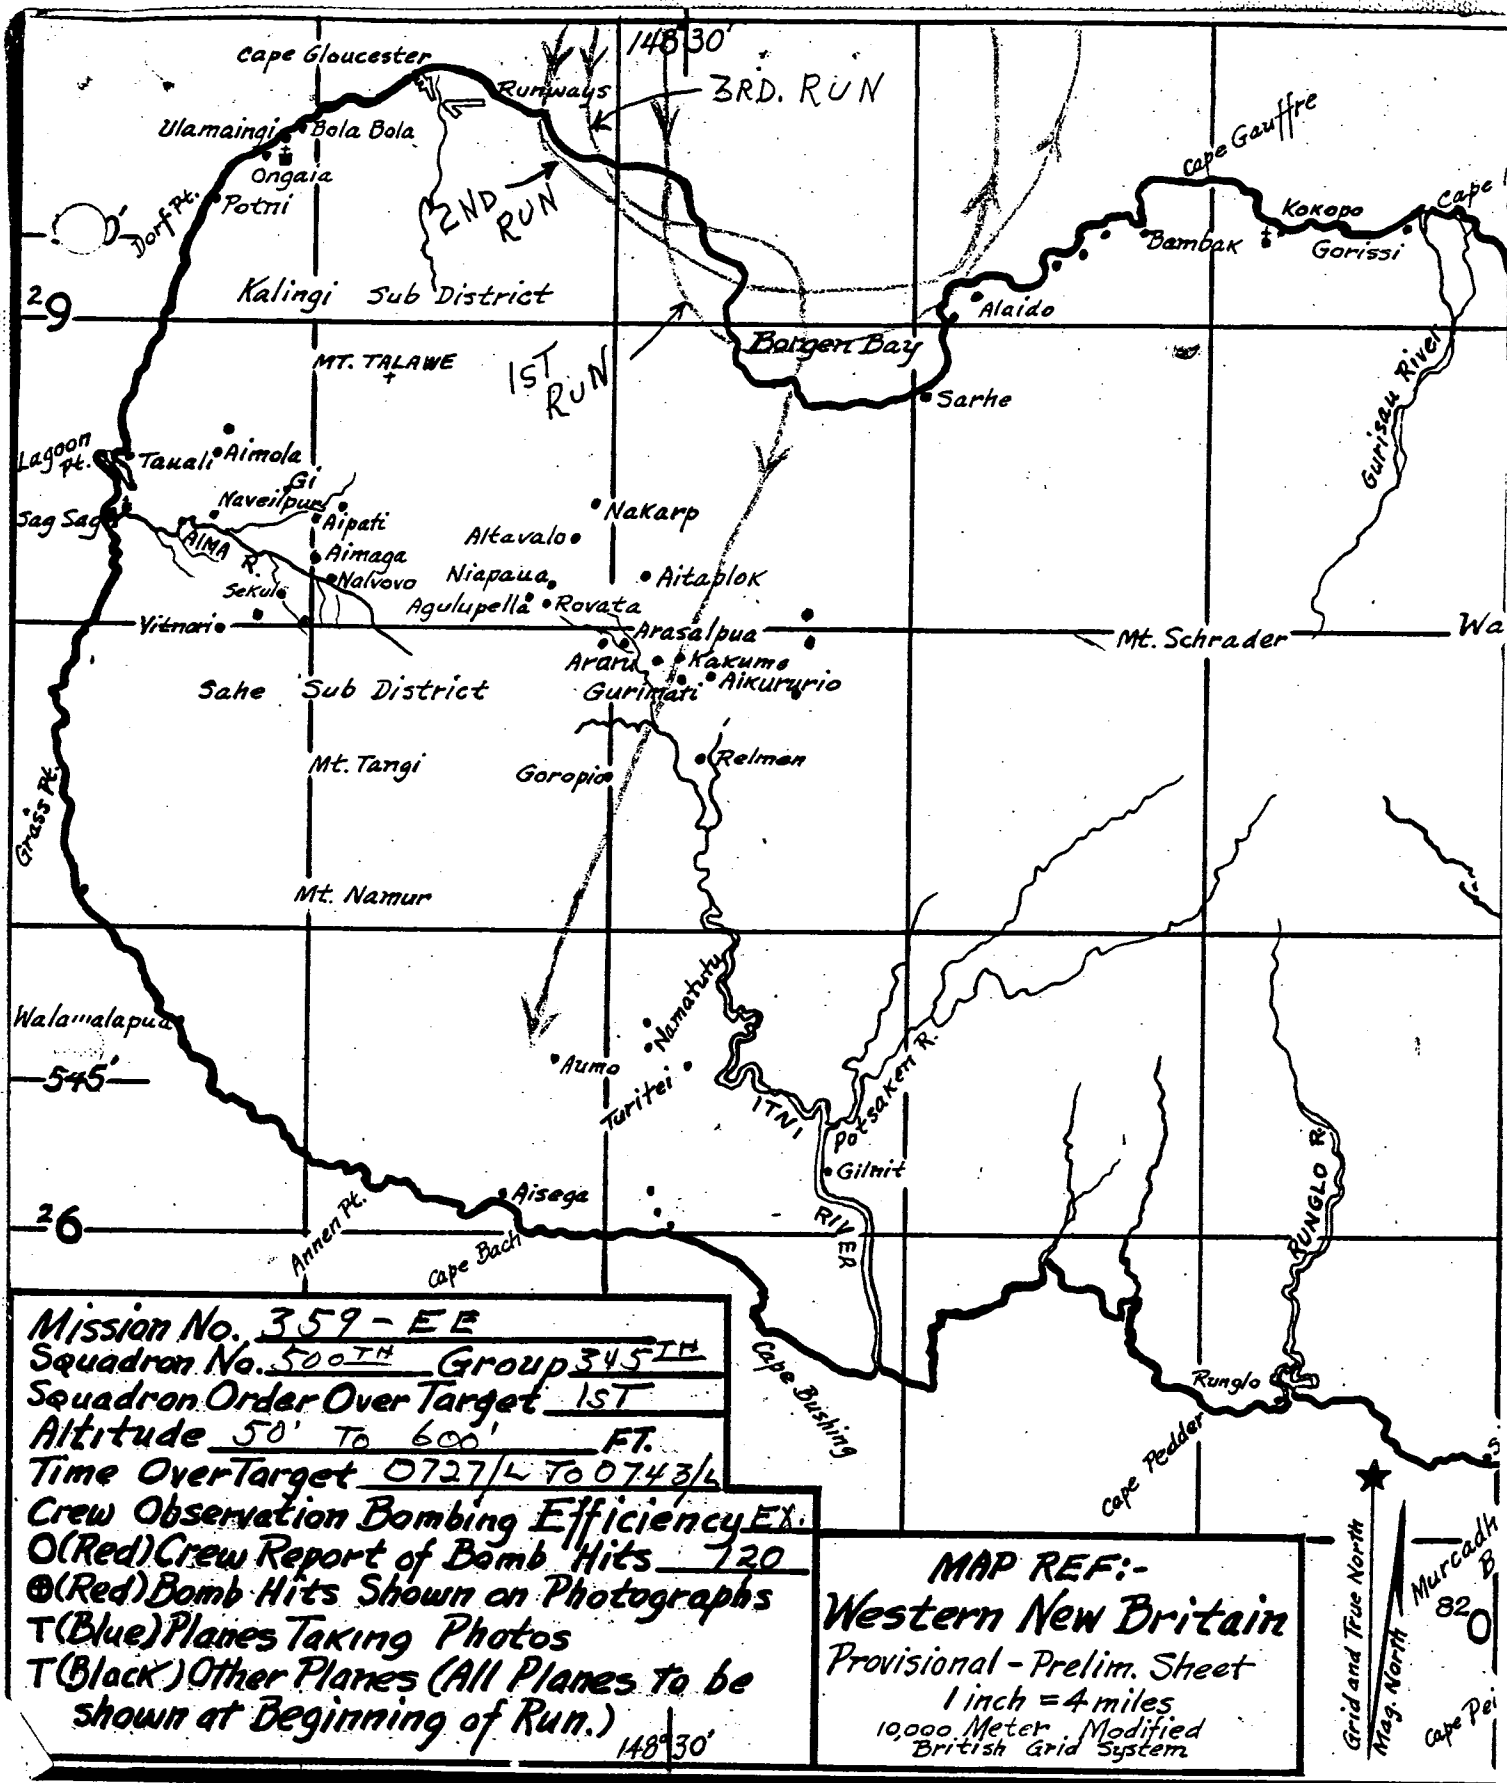 148°30'
Cape Gloucester
Runways
3RD. RUN
Cape Gauffre
Ulamaingi
Bola Bola
Ongaia
Potni
Dorf Pt.
2ND
RUN
Kokopo
Cape
Bambak
Gorissi
Kalingi Sub District
29
Alaido
Borgen Bay
MT. TALAWE
1ST
RUN
Sarhe
Gurisau River
Lagoon
Pt.
Tauali
Aimola
Gi
Naveilpua
Nakarp
Sag Sag
Aipati
Altavalo
AIMA
R.
Aimaga
Nalvovo
Niapaua
Aitaplok
Sekula
Agulupella
Rovata
Vitnari
Arasalpua
Mt. Schrader
Wa
Araru
Kakume
Sahe Sub District
Gurimati
Aikururio
Mt. Tangi
Goropio
Relmen
Grass Pt.
Mt. Namur
Namatutu
Aumo
545'
Turitei
ITNI
Potsaken R.
Gilnit
RIVER
RUNGLO R.
Aisega
26
Annen Pt.
Cape Bach
Cape Bushing
Runglo
Cape Pedder
Mission No. 359-EE
Squadron No. 500TH Group 345TH
Squadron Order Over Target 1ST
Altitude 50' TO 600' FT.
Time Over Target 0727/L TO 0743/L
Crew Observation Bombing Efficiency EX.
O(Red) Crew Report of Bomb Hits 120
⊕(Red) Bomb Hits Shown on Photographs
T(Blue) Planes Taking Photos
T(Black) Other Planes (All Planes to be
shown at Beginning of Run.)
148°30'
MAP REF:-
Western New Britain
Provisional - Prelim. Sheet
1 inch = 4 miles
10,000 Meter Modified
British Grid System
Grid and True North
Mag. North
Murcadh
B
82
Cape Pei